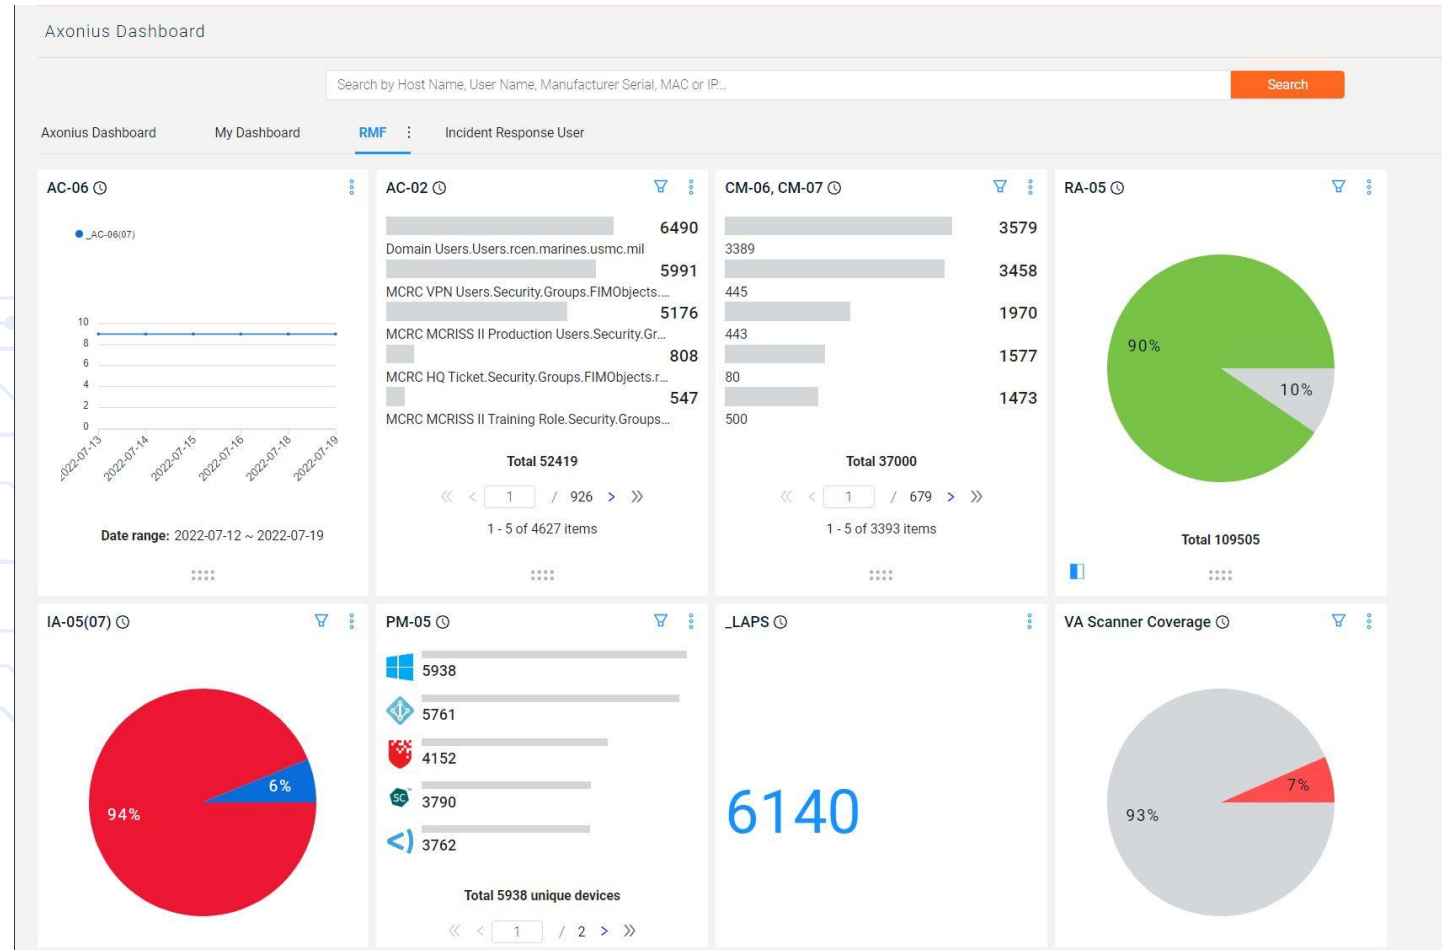 Axonius Dashboard
Search by Host Name, User Name, Manufacturer Serial, MAC or IP...
Search
Axonius Dashboard
My Dashboard
RMF
Incident Response User
AC-06
_AC-06(07)
10
8
6
4
2
0
2022-07-14
2022-07-15
2022-07-16
2022-07-18
2022-07-19
Date range: 2022-07-12 ~ 2022-07-19
AC-02
6490
Domain Users.Users.rcen.marines.usmc.mil
5991
MCRC VPN Users.Security.Groups.FIMObjects....
5176
MCRC MCRISS II Production Users.Security.Gr...
808
MCRC HQ Ticket.Security.Groups.FIMObjects.r...
547
MCRC MCRISS II Training Role.Security.Groups...
Total 52419
1 / 926
1 - 5 of 4627 items
CM-06, CM-07
3579
3389
3458
445
1970
443
1577
80
1473
500
Total 37000
1 / 679
1 - 5 of 3393 items
RA-05
90%
10%
Total 109505
IA-05(07)
6%
94%
PM-05
5938
5761
4152
SC
3790
3762
Total 5938 unique devices
1 / 2
_LAPS
6140
VA Scanner Coverage
7%
93%